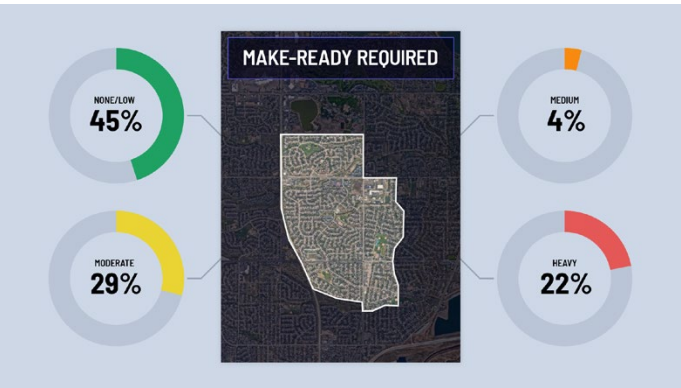 MAKE-READY REQUIRED
NONE/LOW
45%
MEDIUM
4%
MODERATE
29%
HEAVY
22%